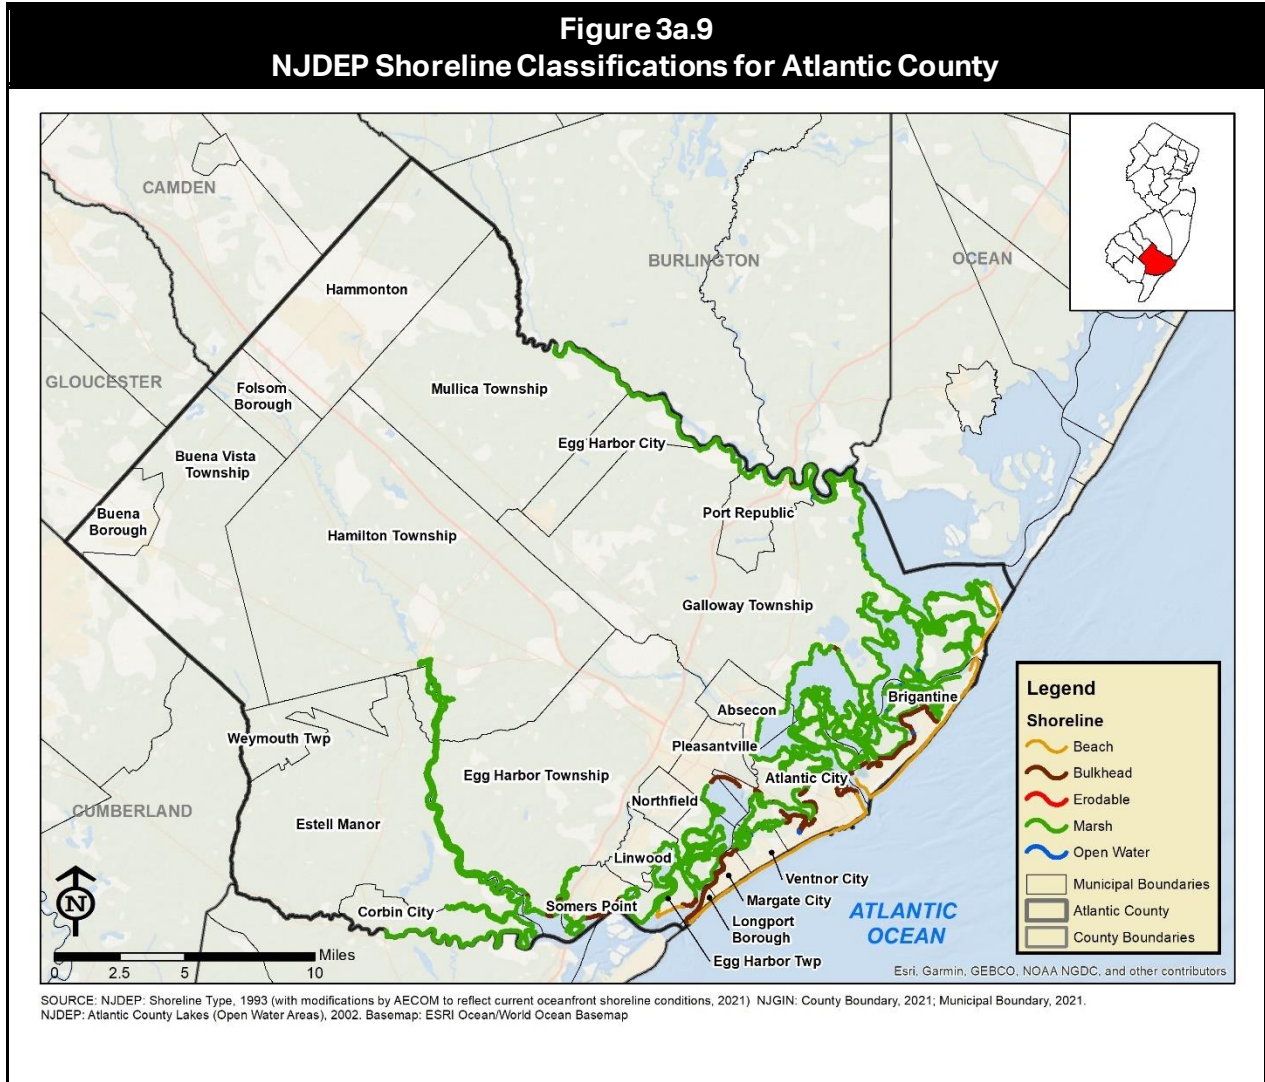 Figure 3a.9
NJDEP Shoreline Classifications for Atlantic County
CAMDEN
BURLINGTON
OCEAN
Hammonton
GLOUCESTER
Folsom
Borough
Mullica Township
Egg Harbor City
Buena Vista
Township
Buena
Borough
Port Republic
Hamilton Township
Galloway Township
Brigantine
Absecon
Weymouth Twp
Pleasantville
Egg Harbor Township
Atlantic City
Northfield
CUMBERLAND
Estell Manor
Linwood
Ventnor City
Margate City
Somers Point
Corbin City
Longport
Borough
Egg Harbor Twp
ATLANTIC
OCEAN
Legend
Shoreline
Beach
Bulkhead
Erodable
Marsh
Open Water
Municipal Boundaries
Atlantic County
County Boundaries
N
Miles
0 2.5 5 10
Esri, Garmin, GEBCO, NOAA NGDC, and other contributors
SOURCE: NJDEP: Shoreline Type, 1993 (with modifications by AECOM to reflect current oceanfront shoreline conditions, 2021) NJGIN: County Boundary, 2021; Municipal Boundary, 2021.
NJDEP: Atlantic County Lakes (Open Water Areas), 2002. Basemap: ESRI Ocean/World Ocean Basemap